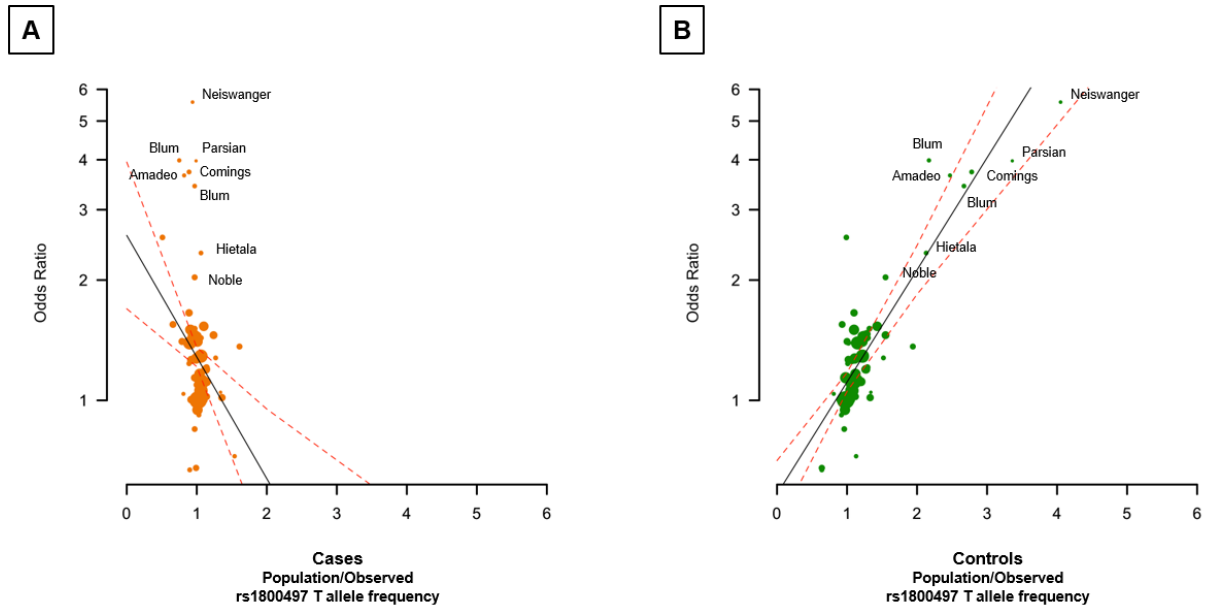 A
6
5
4
3
2
1
Odds Ratio
Neiswanger
Blum
Parsian
Amadeo
Comings
Blum
Hietala
Noble
0 1 2 3 4 5 6
Cases
Population/Observed
rs1800497 T allele frequency
B
6
5
4
3
2
1
Odds Ratio
Neiswanger
Blum
Parsian
Amadeo
Comings
Blum
Hietala
Noble
0 1 2 3 4 5 6
Controls
Population/Observed
rs1800497 T allele frequency